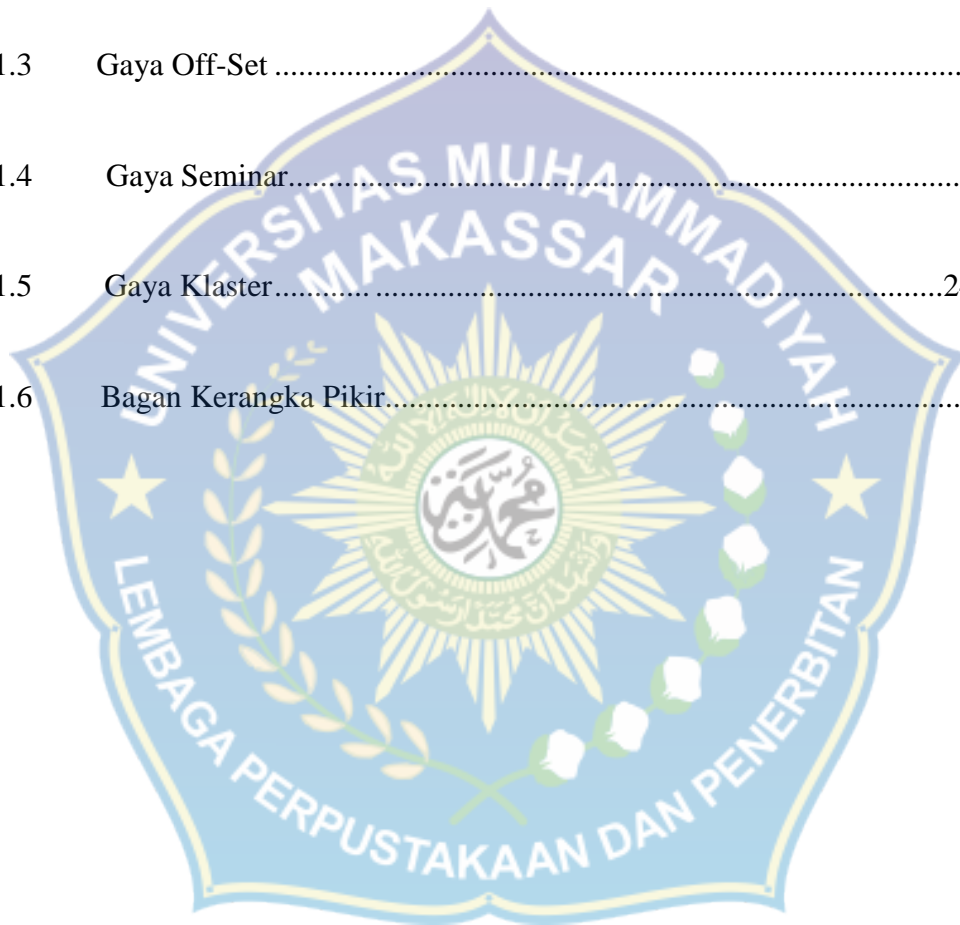 1.3 Gaya Off-Set ........................................................................................
1.4 Gaya Seminar....................................................................................
1.5 Gaya Klaster............ .......................................................................2
1.6 Bagan Kerangka Pikir........................................................................
UNIVERSITAS MUHAMMADIYAH
MAKASSAR
محمدية
LEMBAGA PERPUSTAKAAN DAN PENERBITAN